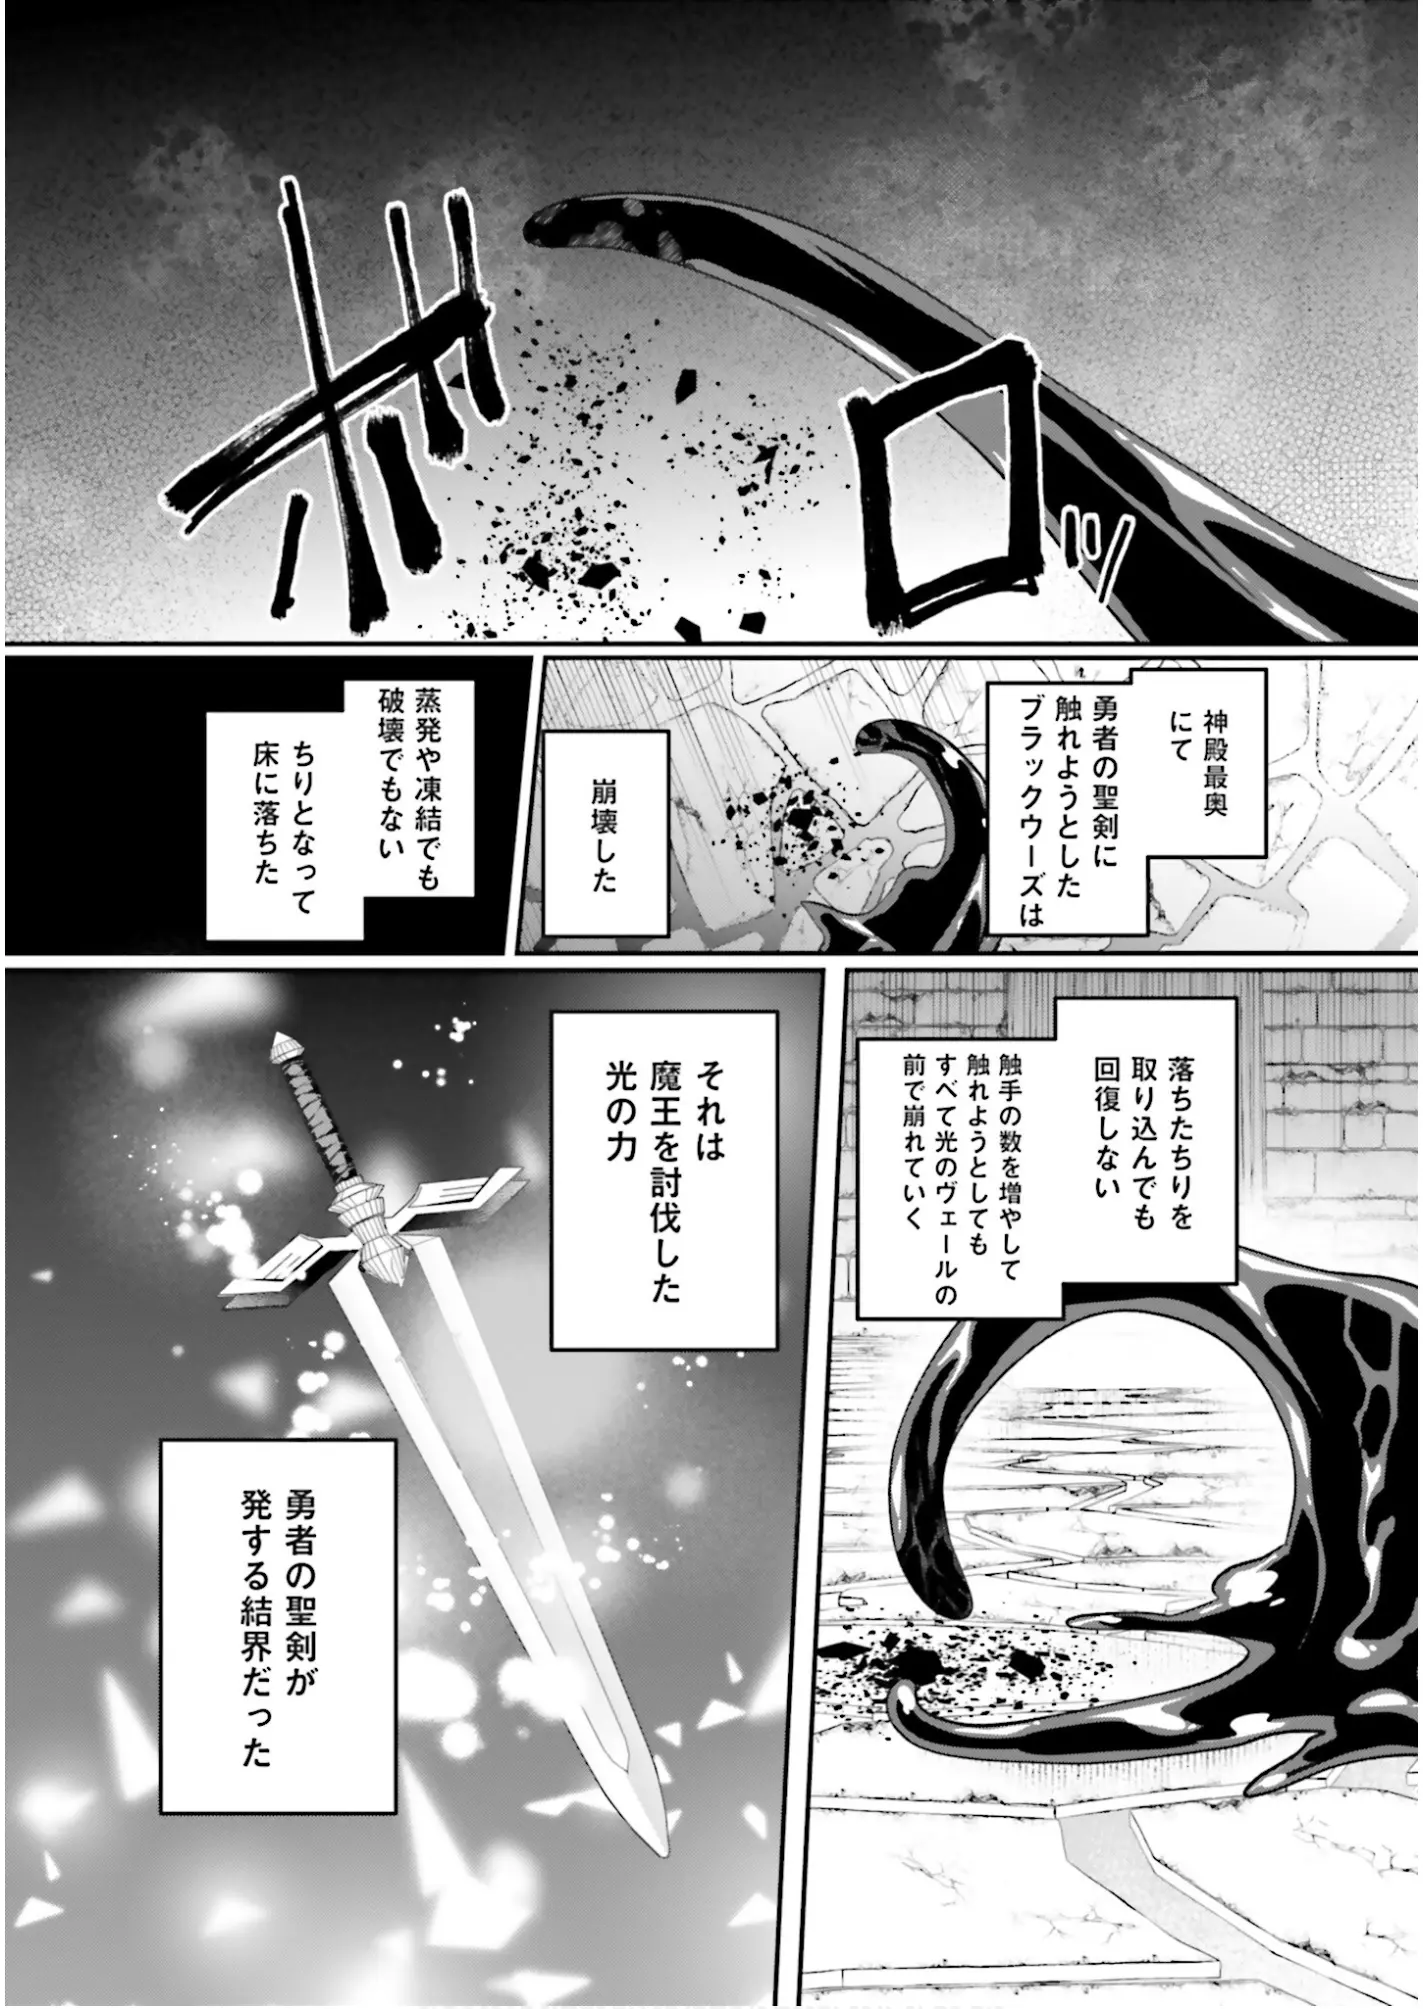 ボロッ
神殿最奥
にて
勇者の聖剣に
触れようとした
ブラックウーズは
崩壊した
蒸発や凍結でも
破壊でもない
ちりとなって
床に落ちた
落ちたちりを
取り込んでも
回復しない
触手の数を増やして
触れようとしても
すべて光のヴェールの
前で崩れていく
それは
魔王を討伐した
光の力
勇者の聖剣が
発する結界だった